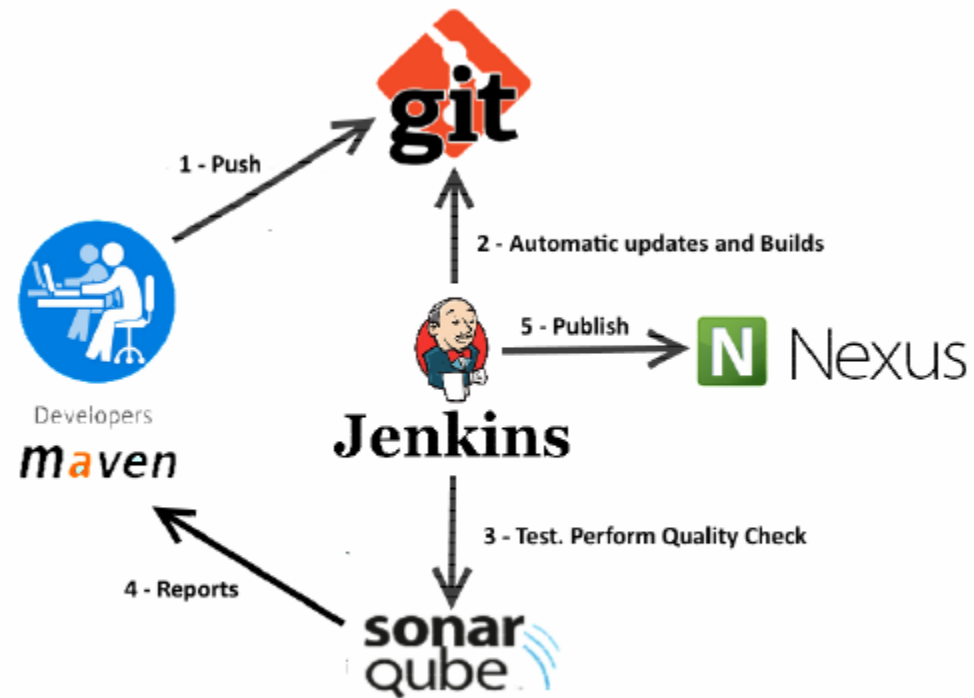 git
1 - Push
2 - Automatic updates and Builds
5 - Publish
N Nexus
Developers
maven
Jenkins
3 - Test. Perform Quality Check
4 - Reports
sonar
qube